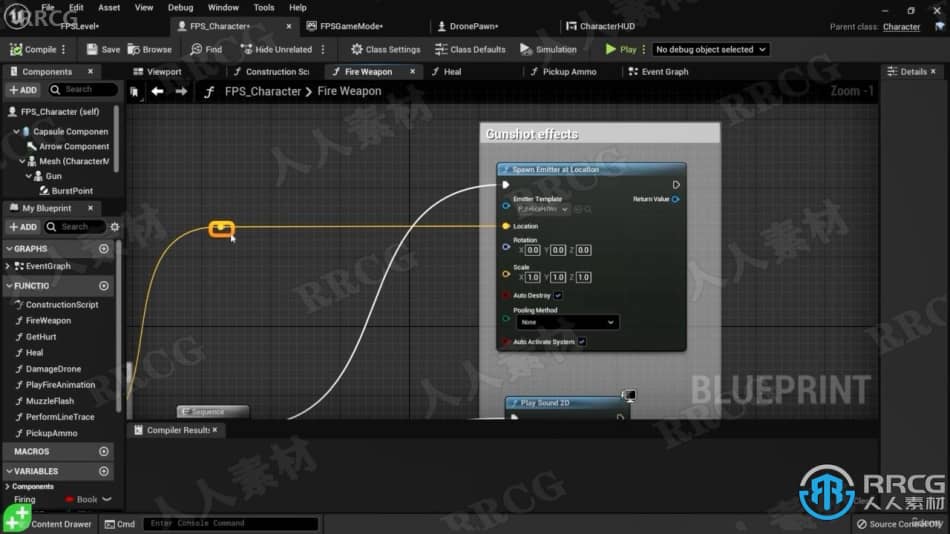 File Edit Asset View Debug Window Tools Help
RRCG
FPSLevel•
FPS_Character•
FPSGameMode•
DronePawn•
CharacterHUD
Parent class: Character
Compile
Save
Browse
Find
Hide Unrelated
Class Settings
Class Defaults
Simulation
Play
No debug object selected
Components
Viewport
Construction Sci
Fire Weapon
Heal
Pickup Ammo
Event Graph
Details
+ ADD
Search
FPS_Character > Fire Weapon
Zoom -1
FPS_Character (self)
Capsule Componen
Arrow Component
Mesh (CharacterM
Gun
BurstPoint
My Blueprint
+ ADD
Search
GRAPHS
EventGraph
FUNCTIO
ConstructionScript
FireWeapon
GetHurt
Heal
DamageDrone
PlayFireAnimation
MuzzleFlash
PerformLineTrace
PickupAmmo
MACROS
VARIABLES
Components
Firing
Bool
Gunshot effects
Spawn Emitter at Location
Emitter Template
Return Value
Location
Rotation
X 0.0 Y 0.0 Z 0.0
Scale
X 1.0 Y 1.0 Z 1.0
Auto Destroy
Pooling Method
None
Auto Activate System
Sequence
Play Sound 2D
BLUEPRINT
Compiler Results
Content Drawer
Cmd
Enter Console Command
Source Control Off
RRCG
人人素材
Udemy